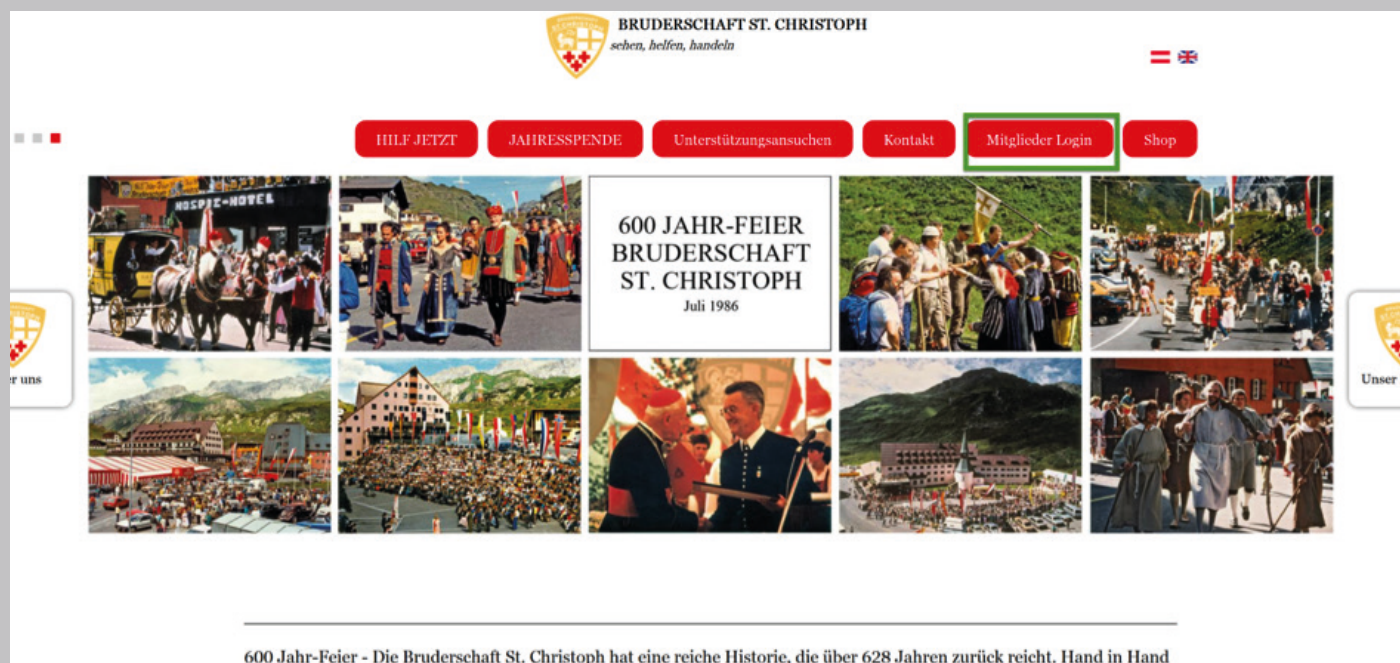 BRUDERSCHAFT ST. CHRISTOPH
sehen, helfen, handeln
HILF JETZT
JAHRESSPENDE
Unterstützungsansuchen
Kontakt
Mitglieder Login
Shop
HOSPIZ-HOTEL
600 JAHR-FEIER
BRUDERSCHAFT
ST. CHRISTOPH
Juli 1986
er uns
Unser
600 Jahr-Feier - Die Bruderschaft St. Christoph hat eine reiche Historie, die über 628 Jahren zurück reicht. Hand in Hand